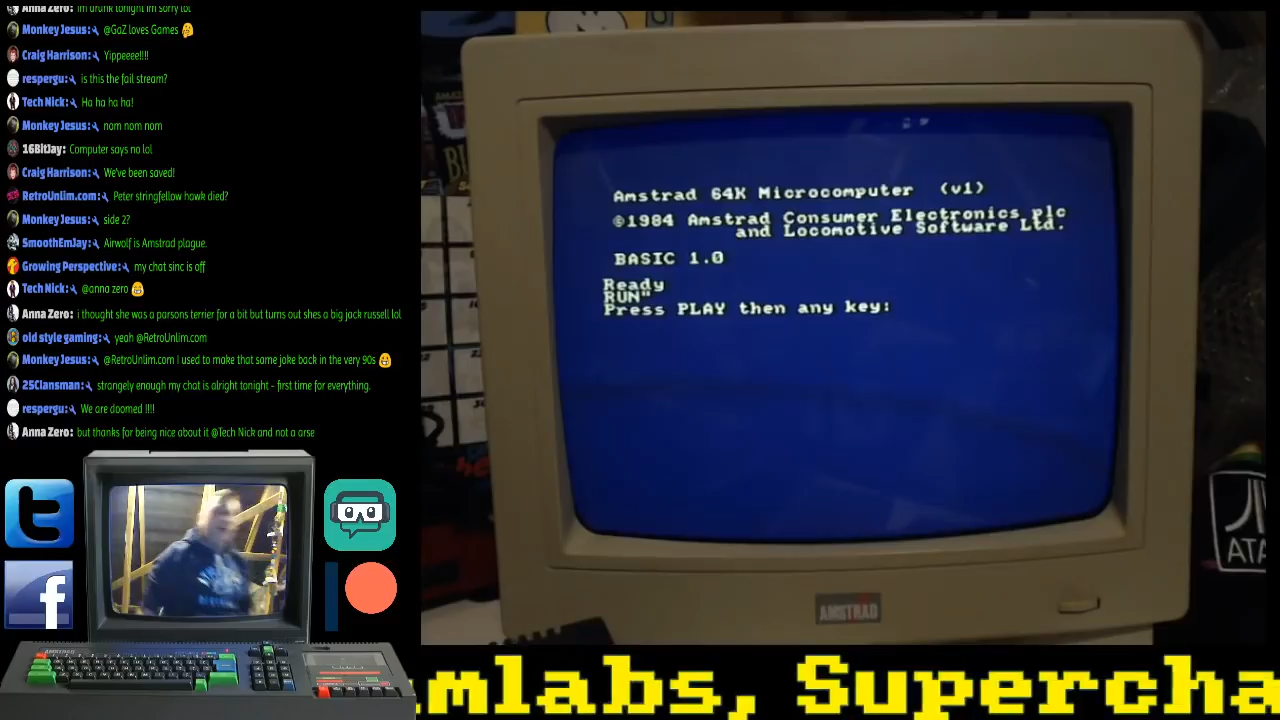 Anna Zero: im drunk tonight im sorry lol
Monkey Jesus: @GaZ loves Games
Craig Harrison: Yippeeee!!!!
respergu: is this the fail stream?
Tech Nick: Ha ha ha ha!
Monkey Jesus: nom nom nom
16BitJay: Computer says no lol
Craig Harrison: We've been saved!
RetroUnlim.com: Peter stringfellow hawk died?
Monkey Jesus: side 2?
SmoothEmJay: Airwolf is Amstrad plague.
Growing Perspective: my chat sinc is off
Tech Nick: @anna zero
Anna Zero: i thought she was a parsons terrier for a bit but turns out shes a big jack russell lol
old style gaming: yeah @RetroUnlim.com
Monkey Jesus: @RetroUnlim.com I used to make that same joke back in the very 90s
25Clansman: strangely enough my chat is alright tonight - first time for everything.
respergu: We are doomed !!!!
Anna Zero: but thanks for being nice about it @Tech Nick and not a arse
Amstrad 64K Microcomputer (v1)
©1984 Amstrad Consumer Electronics plc
and Locomotive Software Ltd.
BASIC 1.0
Ready
RUN"
Press PLAY then any key:
AMSTRAD
ATA
AMSTRAD
amlabs, Supercha